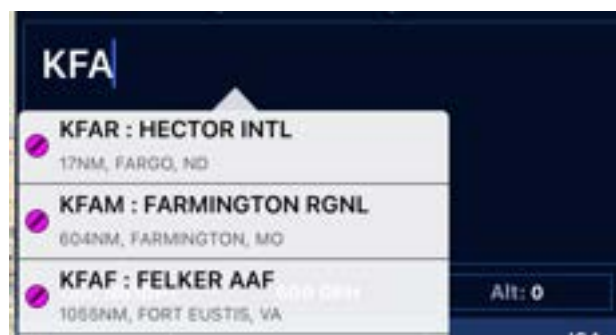 KFA
KFAR : HECTOR INTL
17NM, FARGO, ND
KFAM : FARMINGTON RGNL
604NM, FARMINGTON, MO
KFAF : FELKER AAF
1055NM, FORT EUSTIS, VA
Alt: 0